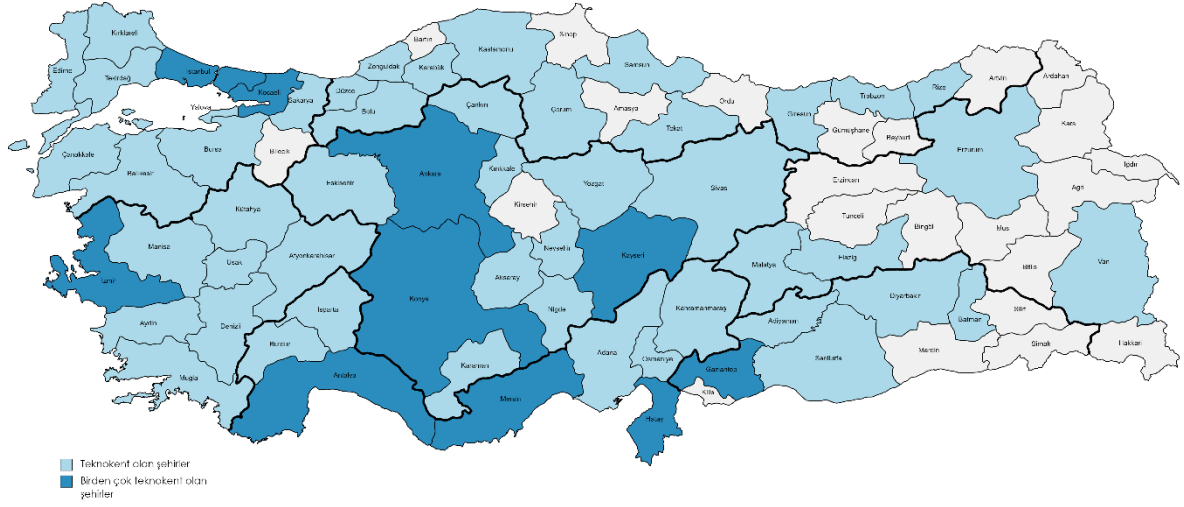 Kırklareli
Edirne
Tekirdağ
İstanbul
Kocaeli
Yalova
Sakarya
Düzce
Bolu
Zonguldak
Bartın
Karabük
Kastamonu
Sinop
Çankırı
Çorum
Samsun
Amasya
Tokat
Ordu
Giresun
Trabzon
Rize
Artvin
Ardahan
Gümüşhane
Bayburt
Kars
Iğdır
Erzurum
Erzincan
Ağrı
Çanakkale
Balıkesir
Bursa
Bilecik
Eskişehir
Kütahya
Ankara
Kırıkkale
Kırşehir
Yozgat
Sivas
Tunceli
Bingöl
Muş
Bitlis
Van
Manisa
Uşak
Afyonkarahisar
İzmir
Konya
Aksaray
Nevşehir
Kayseri
Malatya
Elazığ
Diyarbakır
Batman
Siirt
Aydın
Denizli
Isparta
Burdur
Niğde
Kahramanmaraş
Adıyaman
Mardin
Şırnak
Hakkari
Muğla
Antalya
Karaman
Mersin
Adana
Osmaniye
Gaziantep
Şanlıurfa
Kilis
Hatay
Teknokent olan şehirler
Birden çok teknokent olan
şehirler